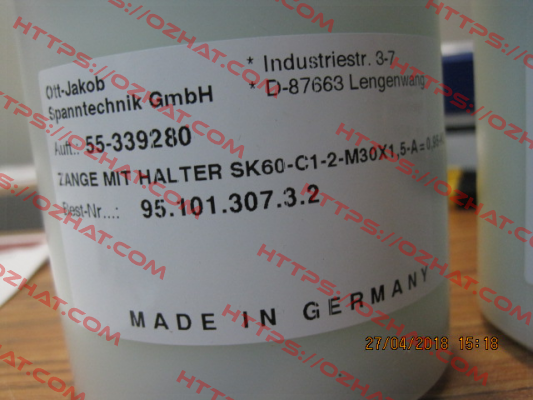 Ott-Jakob
Spanntechnik GmbH
* Industriestr. 3-7
* D-87663 Lengenwang
Auft.: 55-339280
ZANGE MIT HALTER SK60-C1-2-M30X1,5-A=
Best-Nr...: 95.101.307.3.2
MADE IN GERMANY
27/04/2018 15:18
HTTPS://OZHAT.COM